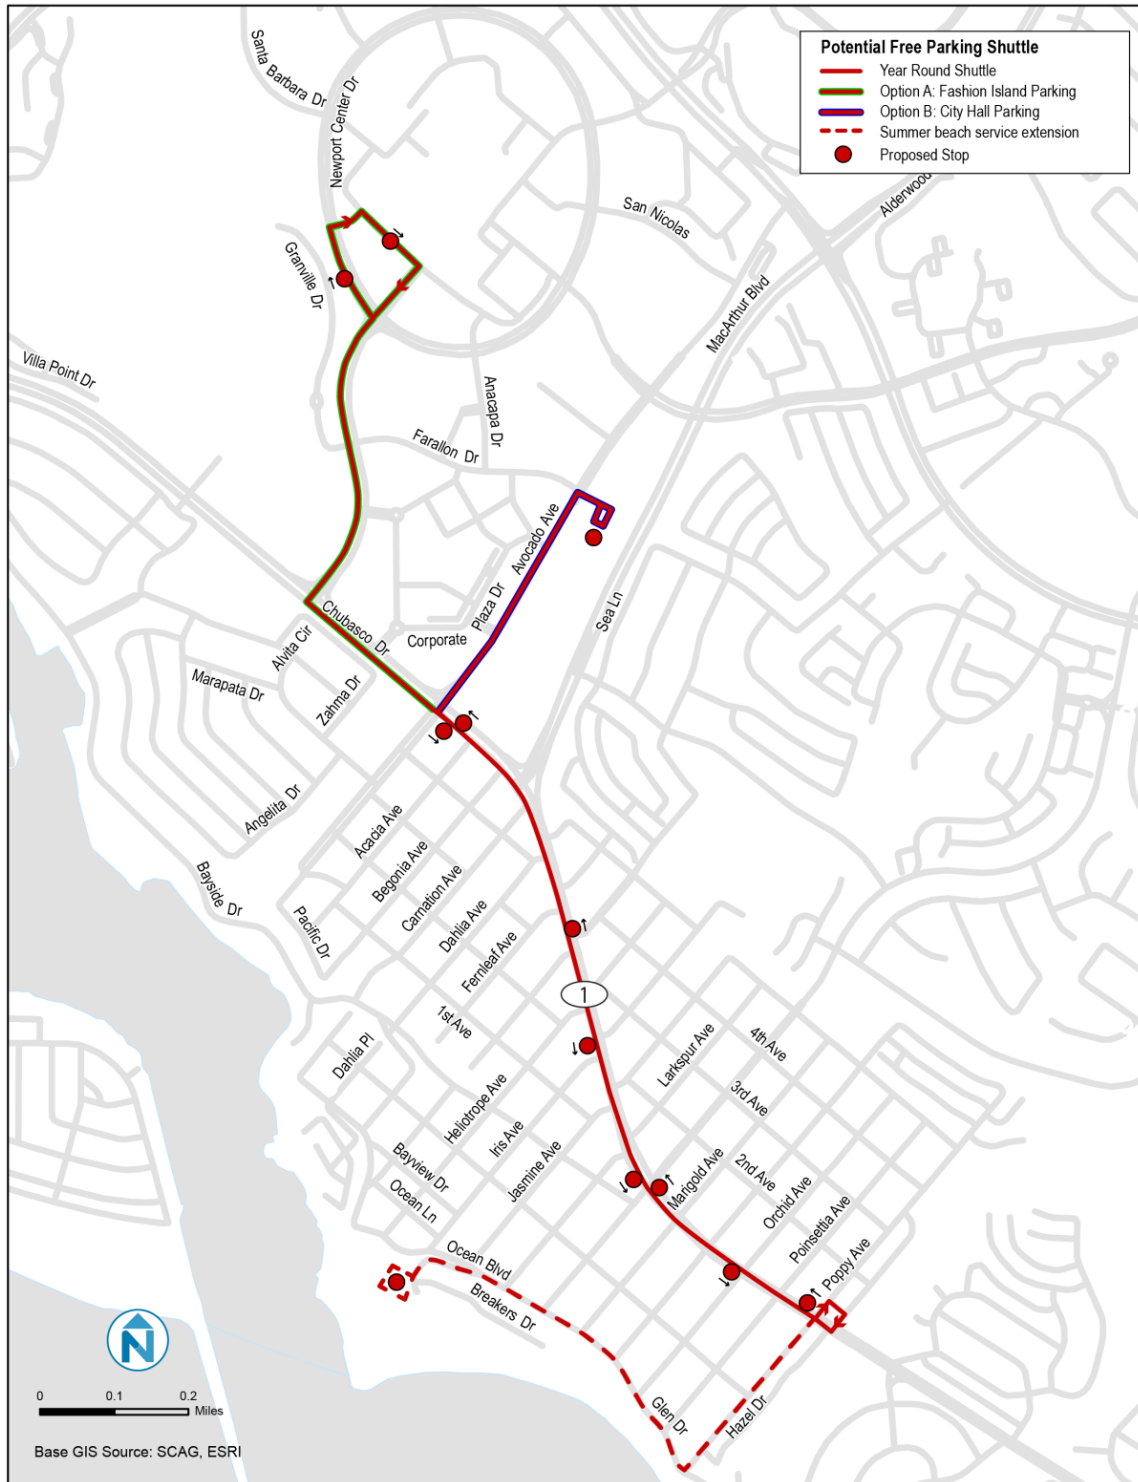 Potential Free Parking Shuttle
Year Round Shuttle
Option A: Fashion Island Parking
Option B: City Hall Parking
Summer beach service extension
Proposed Stop
Santa Barbara Dr
Newport Center Dr
San Nicolas
Alderwood
Granville Dr
MacArthur Blvd
Villa Point Dr
Anacapa Dr
Farallon Dr
Avocado Ave
Plaza Dr
Sea Ln
Chubasco Dr
Corporate
Alvita Cir
Marapata Dr
Zahma Dr
Angelita Dr
Acacia Ave
Begonia Ave
Bayside Dr
Carnation Ave
Pacific Dr
Dahlia Ave
Fernleaf Ave
1
1st Ave
Dahlia Pl
Larkspur Ave
4th Ave
3rd Ave
Heliotrope Ave
Iris Ave
Bayview Dr
Jasmine Ave
Marigold Ave
2nd Ave
Ocean Ln
Orchid Ave
Poinsettia Ave
Poppy Ave
Ocean Blvd
Breakers Dr
Glen Dr
Hazel Dr
N
0 0.1 0.2
Miles
Base GIS Source: SCAG, ESRI